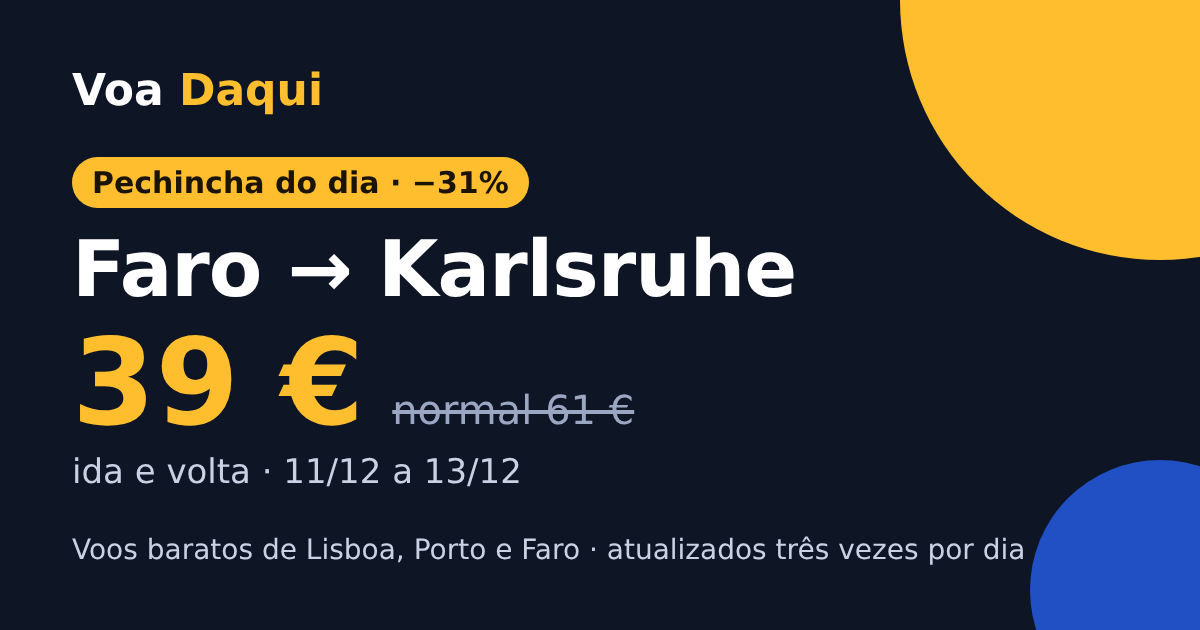 Voa Daqui
Pechincha do dia · −31%
Faro → Karlsruhe
39 € normal 61 €
ida e volta · 11/12 a 13/12
Voos baratos de Lisboa, Porto e Faro · atualizados três vezes por dia